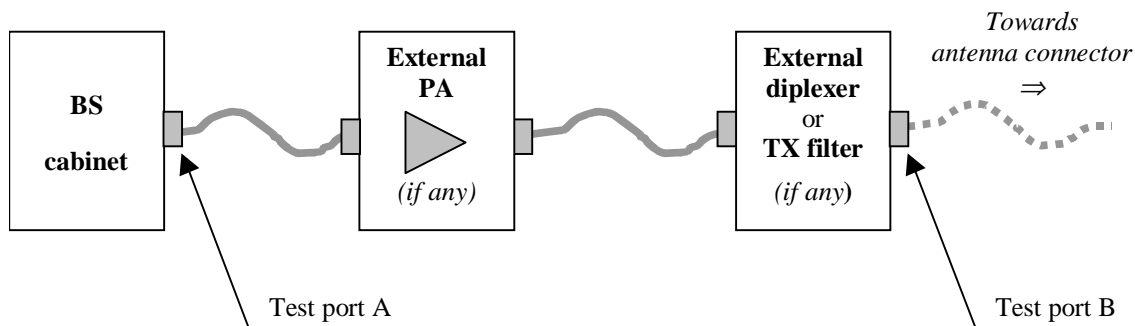 BS
cabinet
External
PA
(if any)
External
diplexer
or
TX filter
(if any)
Towards
antenna connector
⇒
Test port A
Test port B